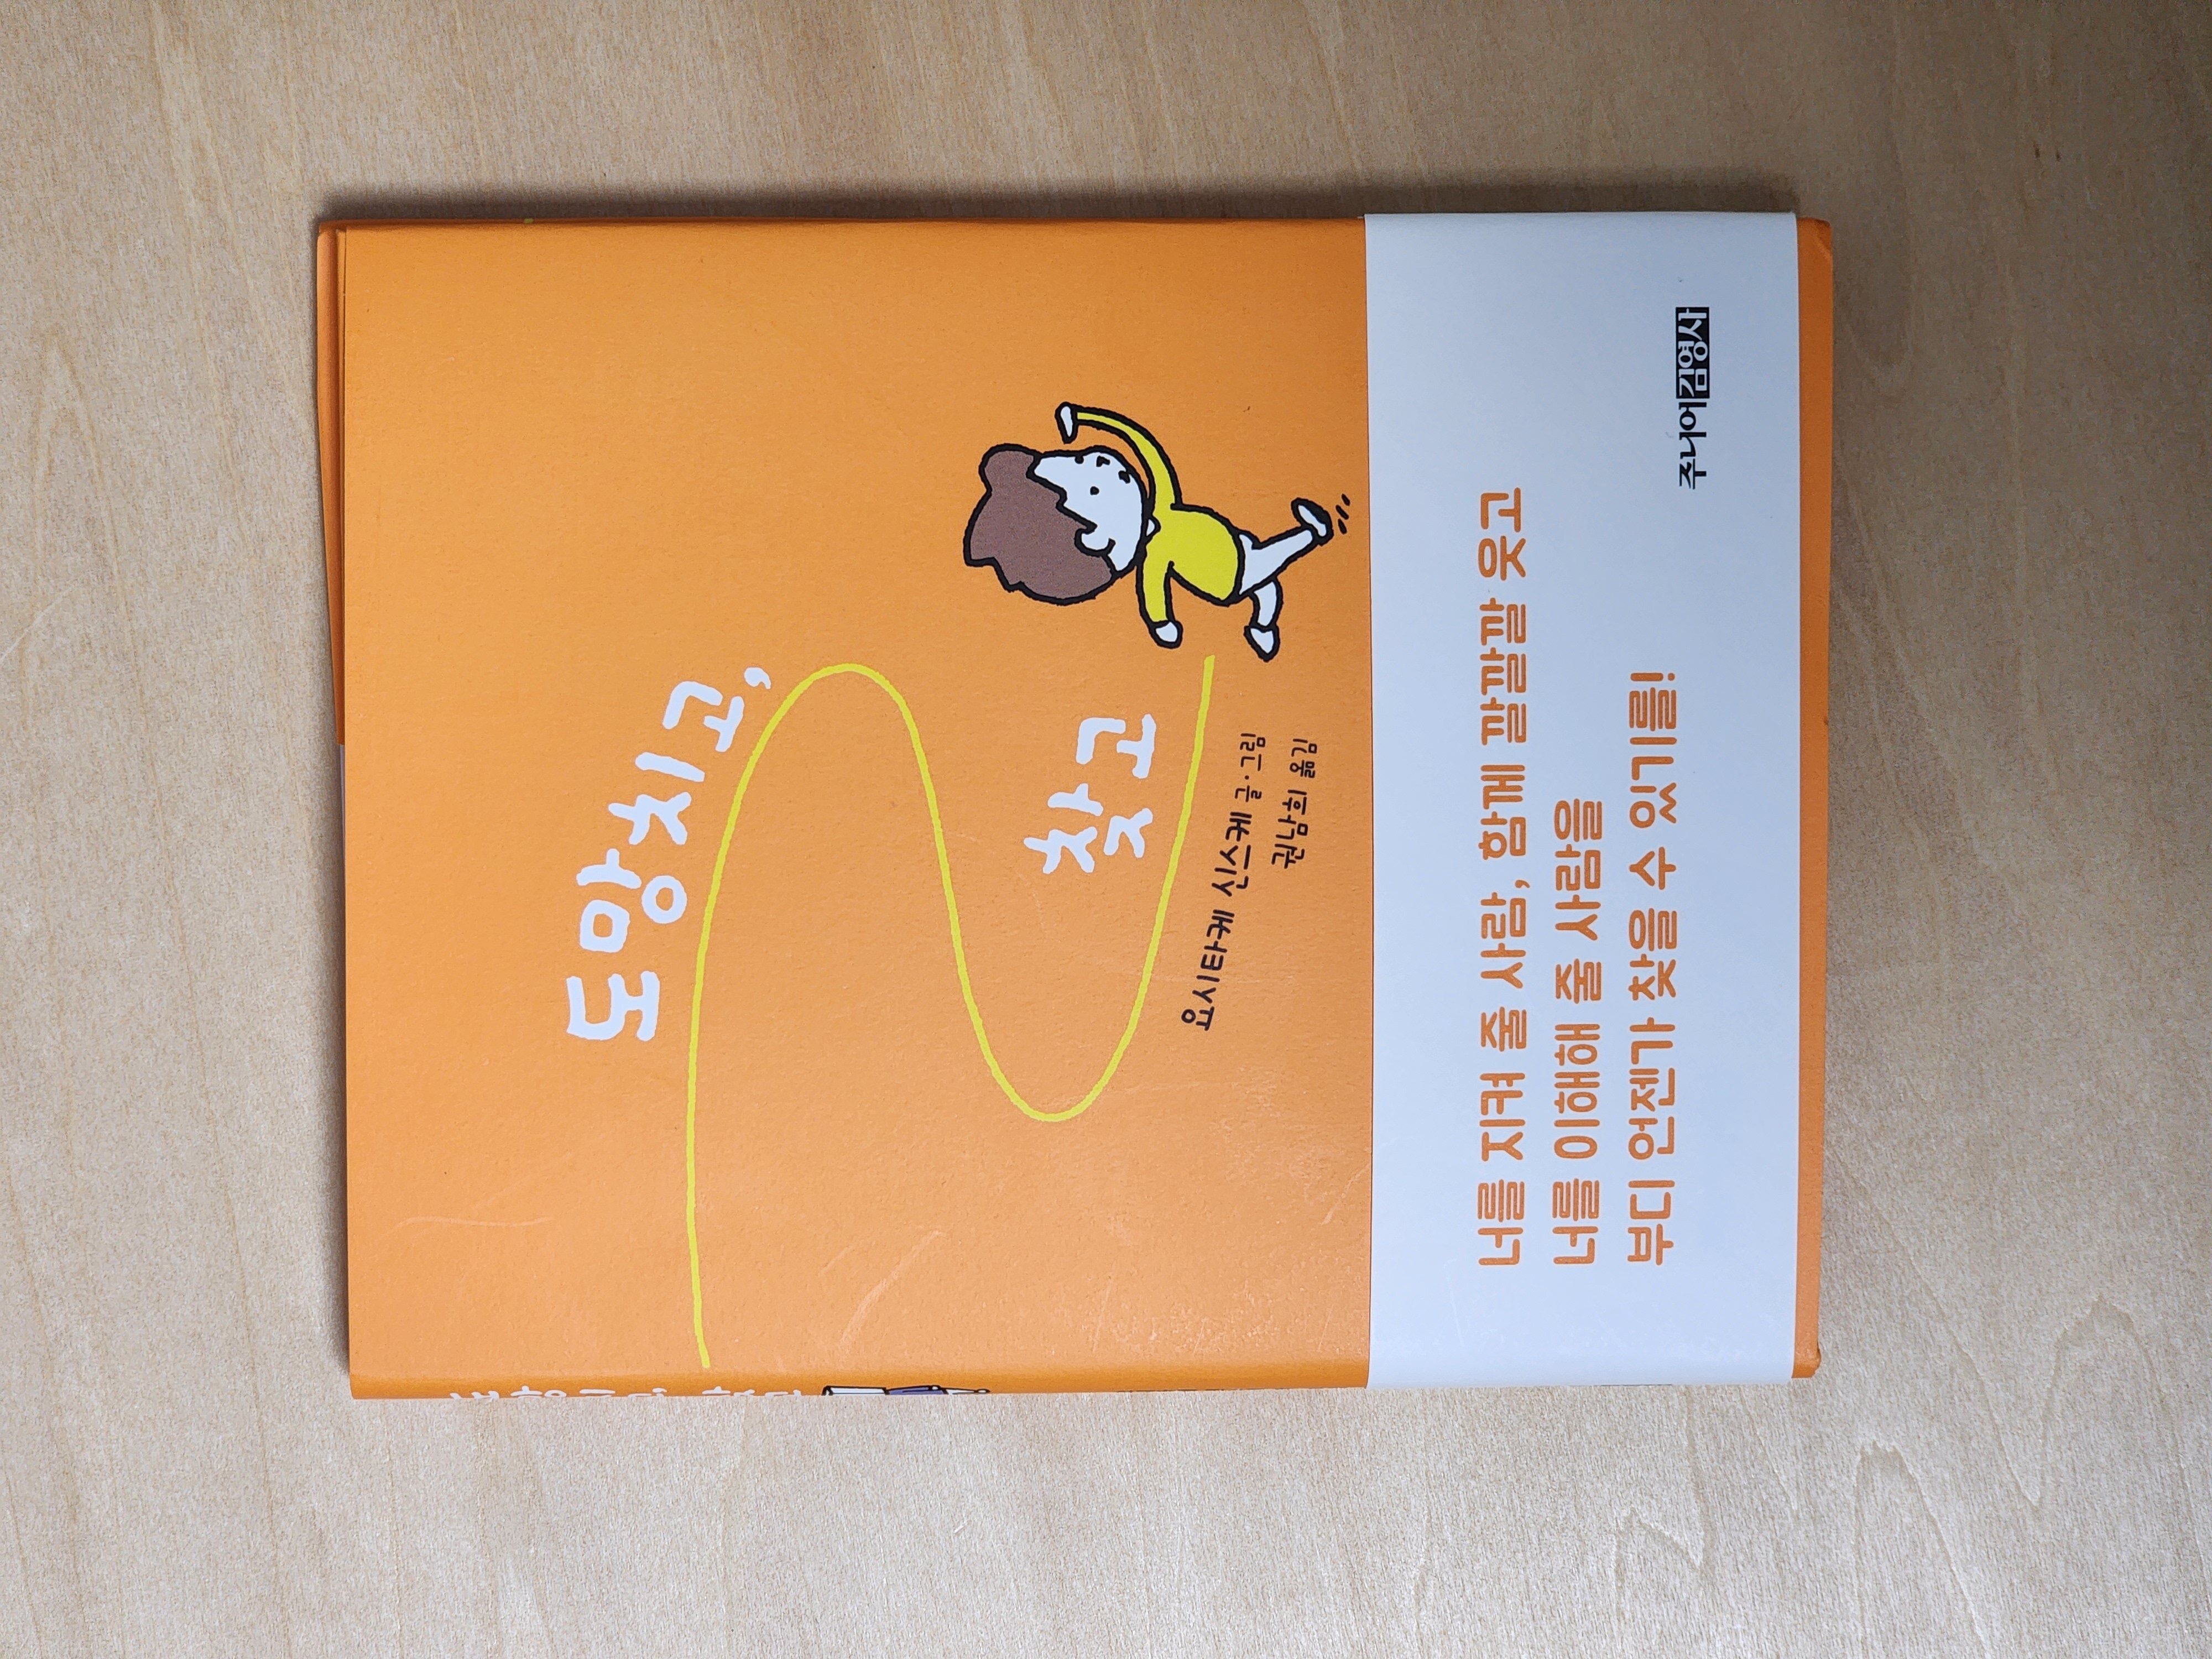 도망치고,
찾고
요시타케 신스케 글·그림
권남희 옮김
너를 지켜 줄 사람, 함께 깔깔깔 웃고
너를 이해해 줄 사람을
부디 언젠가 찾을 수 있기를!
주니어김영사